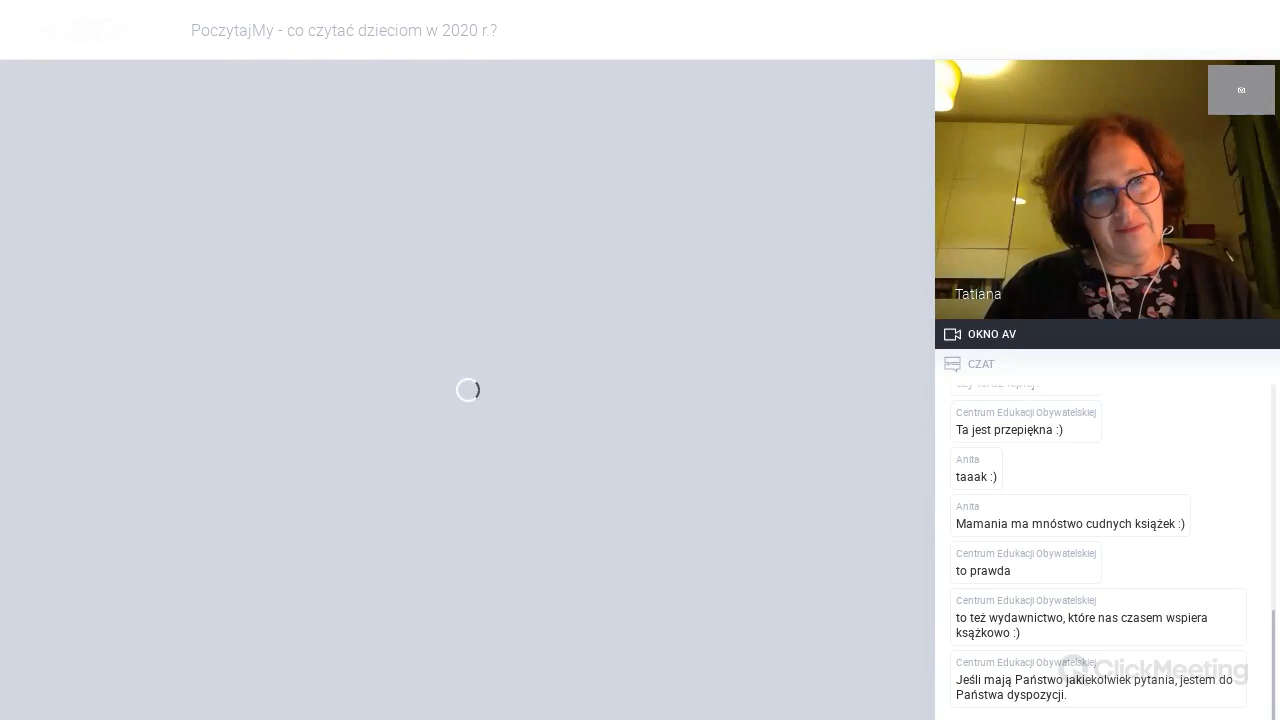 PoczytajMy - co czytać dzieciom w 2020 r.?
Tatiana
OKNO AV
CZAT
Centrum Edukacji Obywatelskiej
Ta jest przepiękna :)
Anita
taaak :)
Anita
Mamania ma mnóstwo cudnych książek :)
Centrum Edukacji Obywatelskiej
to prawda
Centrum Edukacji Obywatelskiej
to też wydawnictwo, które nas czasem wspiera
ksążkowo :)
Centrum Edukacji Obywatelskiej
ClickMeeting
Jeśli mają Państwo jakiekolwiek pytania, jestem do
Państwa dyspozycji.